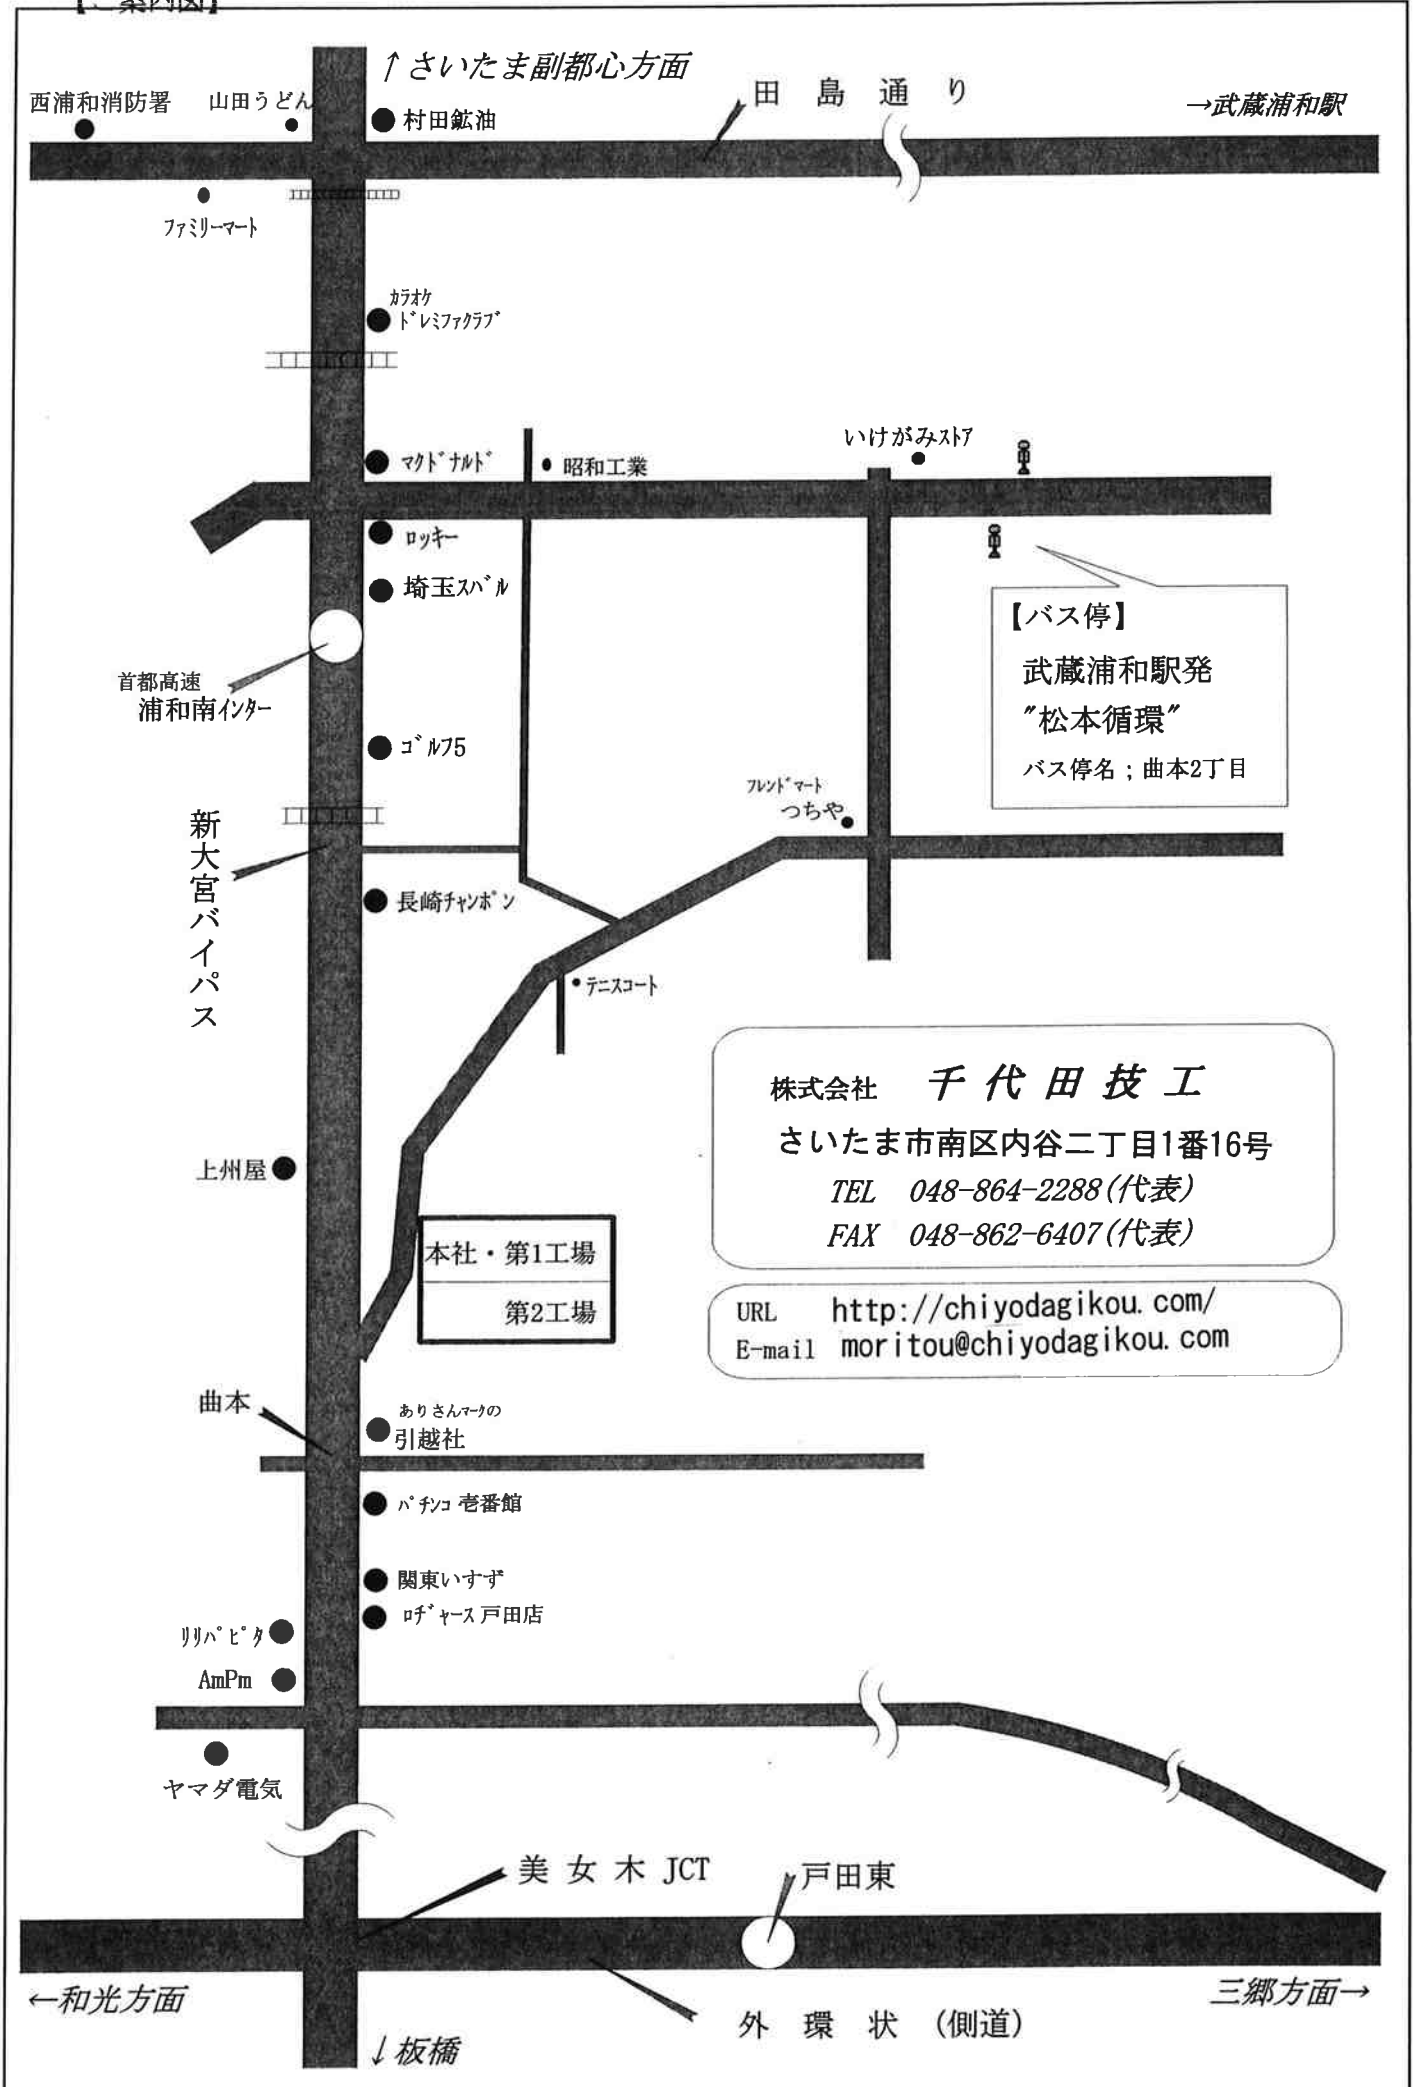 【ご案内図】
↑さいたま副都心方面
田島通り
→武蔵浦和駅
西浦和消防署
山田うどん
村田鉱油
ファミリーマート
カラオケ
ドレミファクラブ
マクドナルド
昭和工業
いけがみストア
ロッキー
埼玉スバル
【バス停】
武蔵浦和駅発
"松本循環"
バス停名;曲本2丁目
首都高速
浦和南インター
ゴルフ5
フレンドマート
つちや
新大宮バイパス
長崎チャンポン
テニスコート
株式会社 千代田技工
さいたま市南区内谷二丁目1番16号
TEL 048-864-2288(代表)
FAX 048-862-6407(代表)
上州屋
本社・第1工場
第2工場
URL http://chiyodagikou.com/
E-mail moritou@chiyodagikou.com
曲本
ありさんマークの
引越社
パチンコ壱番館
関東いすず
ロヂャース戸田店
リリパピタ
AmPm
ヤマダ電気
美女木JCT
戸田東
←和光方面
三郷方面→
外環状(側道)
↓板橋